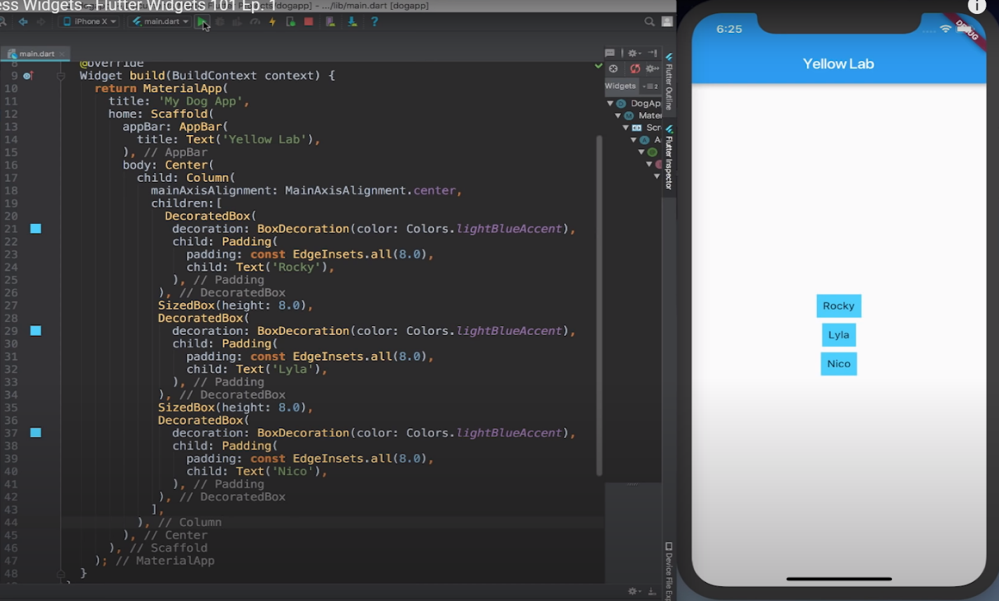 ess Widgets - Flutter Widgets 101 Ep. 1
dogapp] - .../lib/main.dart [dogapp]
iPhone X
main.dart
main.dart
8 @override
9 Widget build(BuildContext context) {
10 return MaterialApp(
11 title: 'My Dog App',
12 home: Scaffold(
13 appBar: AppBar(
14 title: Text('Yellow Lab'),
15 ), // AppBar
16 body: Center(
17 child: Column(
18 mainAxisAlignment: MainAxisAlignment.center,
19 children:[
20 DecoratedBox(
21 decoration: BoxDecoration(color: Colors.lightBlueAccent),
22 child: Padding(
23 padding: const EdgeInsets.all(8.0),
24 child: Text('Rocky'),
25 ), // Padding
26 ), // DecoratedBox
27 SizedBox(height: 8.0),
28 DecoratedBox(
29 decoration: BoxDecoration(color: Colors.lightBlueAccent),
30 child: Padding(
31 padding: const EdgeInsets.all(8.0),
32 child: Text('Lyla'),
33 ), // Padding
34 ), // DecoratedBox
35 SizedBox(height: 8.0),
36 DecoratedBox(
37 decoration: BoxDecoration(color: Colors.lightBlueAccent),
38 child: Padding(
39 padding: const EdgeInsets.all(8.0),
40 child: Text('Nico'),
41 ), // Padding
42 ), // DecoratedBox
43 ],
44 ), // Column
45 ), // Center
46 ), // Scaffold
47 ); // MaterialApp
48 }
Widgets
DogAp
Mate
Scr
A
Flutter Outline
Flutter Inspector
Device File Exp
6:25
DEBUG
Yellow Lab
Rocky
Lyla
Nico